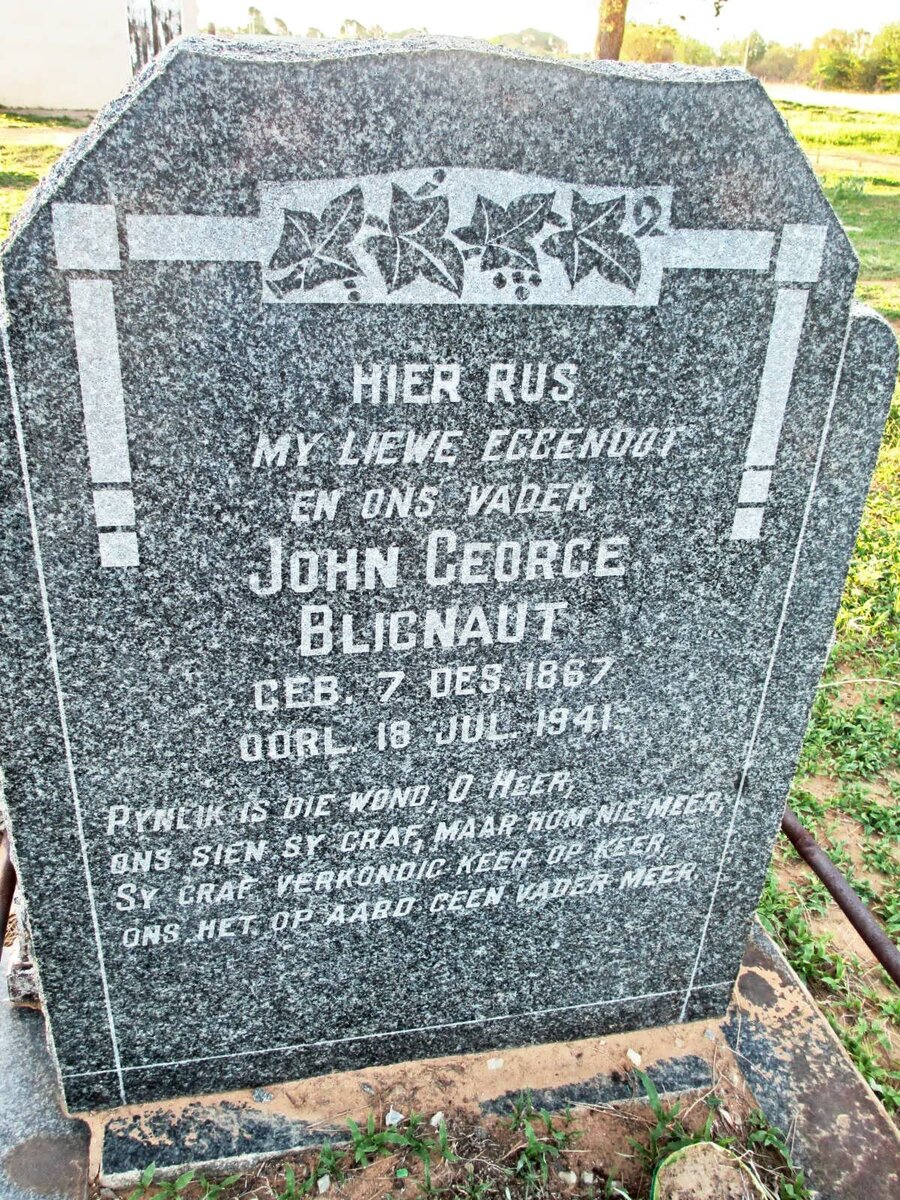 HIER RUS
MY LIEWE EGGENOOT
EN ONS VADER
JOHN GEORGE
BLIGNAUT
GEB. 7 DES. 1867
OORL. 18 JUL. 1941.
PYNLIK IS DIE WOND, O HEER,
ONS SIEN SY GRAF, MAAR HOM NIE MEER,
SY GRAF VERKONDIG KEER OP KEER,
ONS HET OP AARD GEEN VADER MEER.